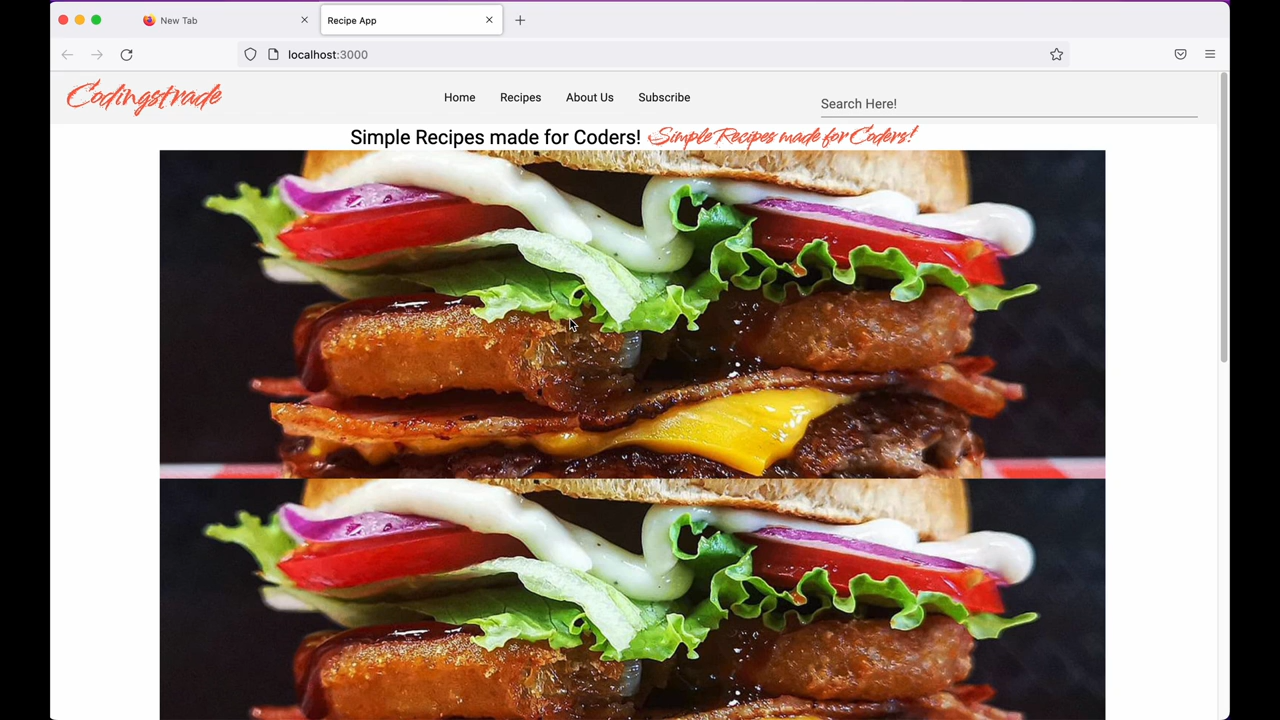 New Tab
Recipe App
localhost:3000
Codingstrade
Home Recipes About Us Subscribe
Search Here!
Simple Recipes made for Coders! Simple Recipes made for Coders!